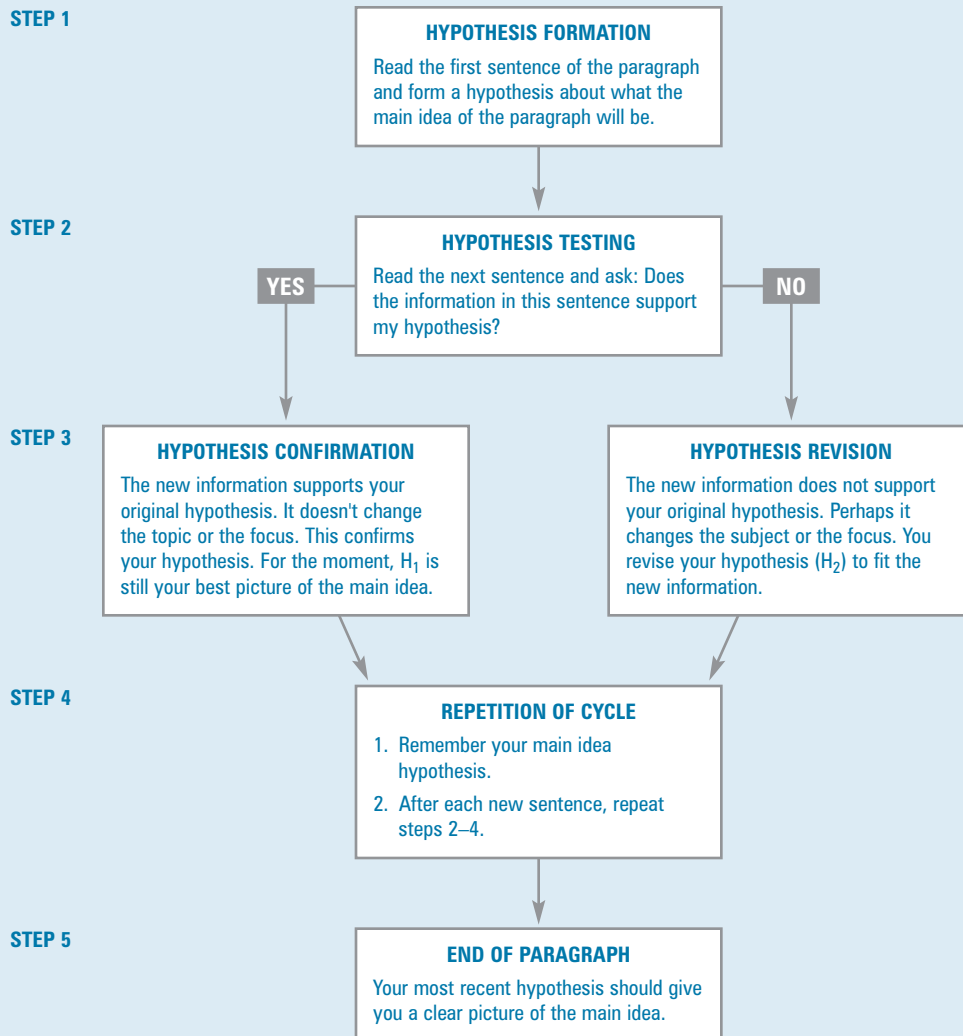 STEP 1
HYPOTHESIS FORMATION
Read the first sentence of the paragraph
and form a hypothesis about what the
main idea of the paragraph will be.
STEP 2
HYPOTHESIS TESTING
Read the next sentence and ask: Does
the information in this sentence support
my hypothesis?
YES
NO
STEP 3
HYPOTHESIS CONFIRMATION
The new information supports your
original hypothesis. It doesn't change
the topic or the focus. This confirms
your hypothesis. For the moment, H₁ is
still your best picture of the main idea.
HYPOTHESIS REVISION
The new information does not support
your original hypothesis. Perhaps it
changes the subject or the focus. You
revise your hypothesis (H₂) to fit the
new information.
STEP 4
REPETITION OF CYCLE
1. Remember your main idea
hypothesis.
2. After each new sentence, repeat
steps 2–4.
STEP 5
END OF PARAGRAPH
Your most recent hypothesis should give
you a clear picture of the main idea.